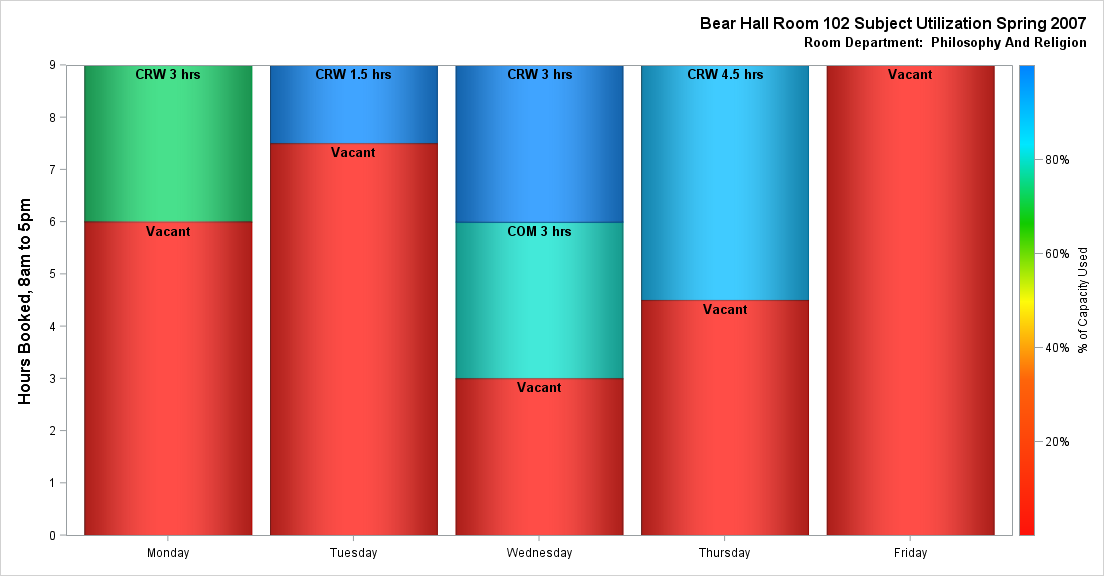 Bear Hall Room 102 Subject Utilization Spring 2007
Room Department:  Philosophy And Religion
Hours Booked, 8am to 5pm
9
8
7
6
5
4
3
2
1
0
CRW 3 hrs
Vacant
CRW 1.5 hrs
Vacant
CRW 3 hrs
COM 3 hrs
Vacant
CRW 4.5 hrs
Vacant
Vacant
Monday
Tuesday
Wednesday
Thursday
Friday
80%
60%
40%
20%
% of Capacity Used